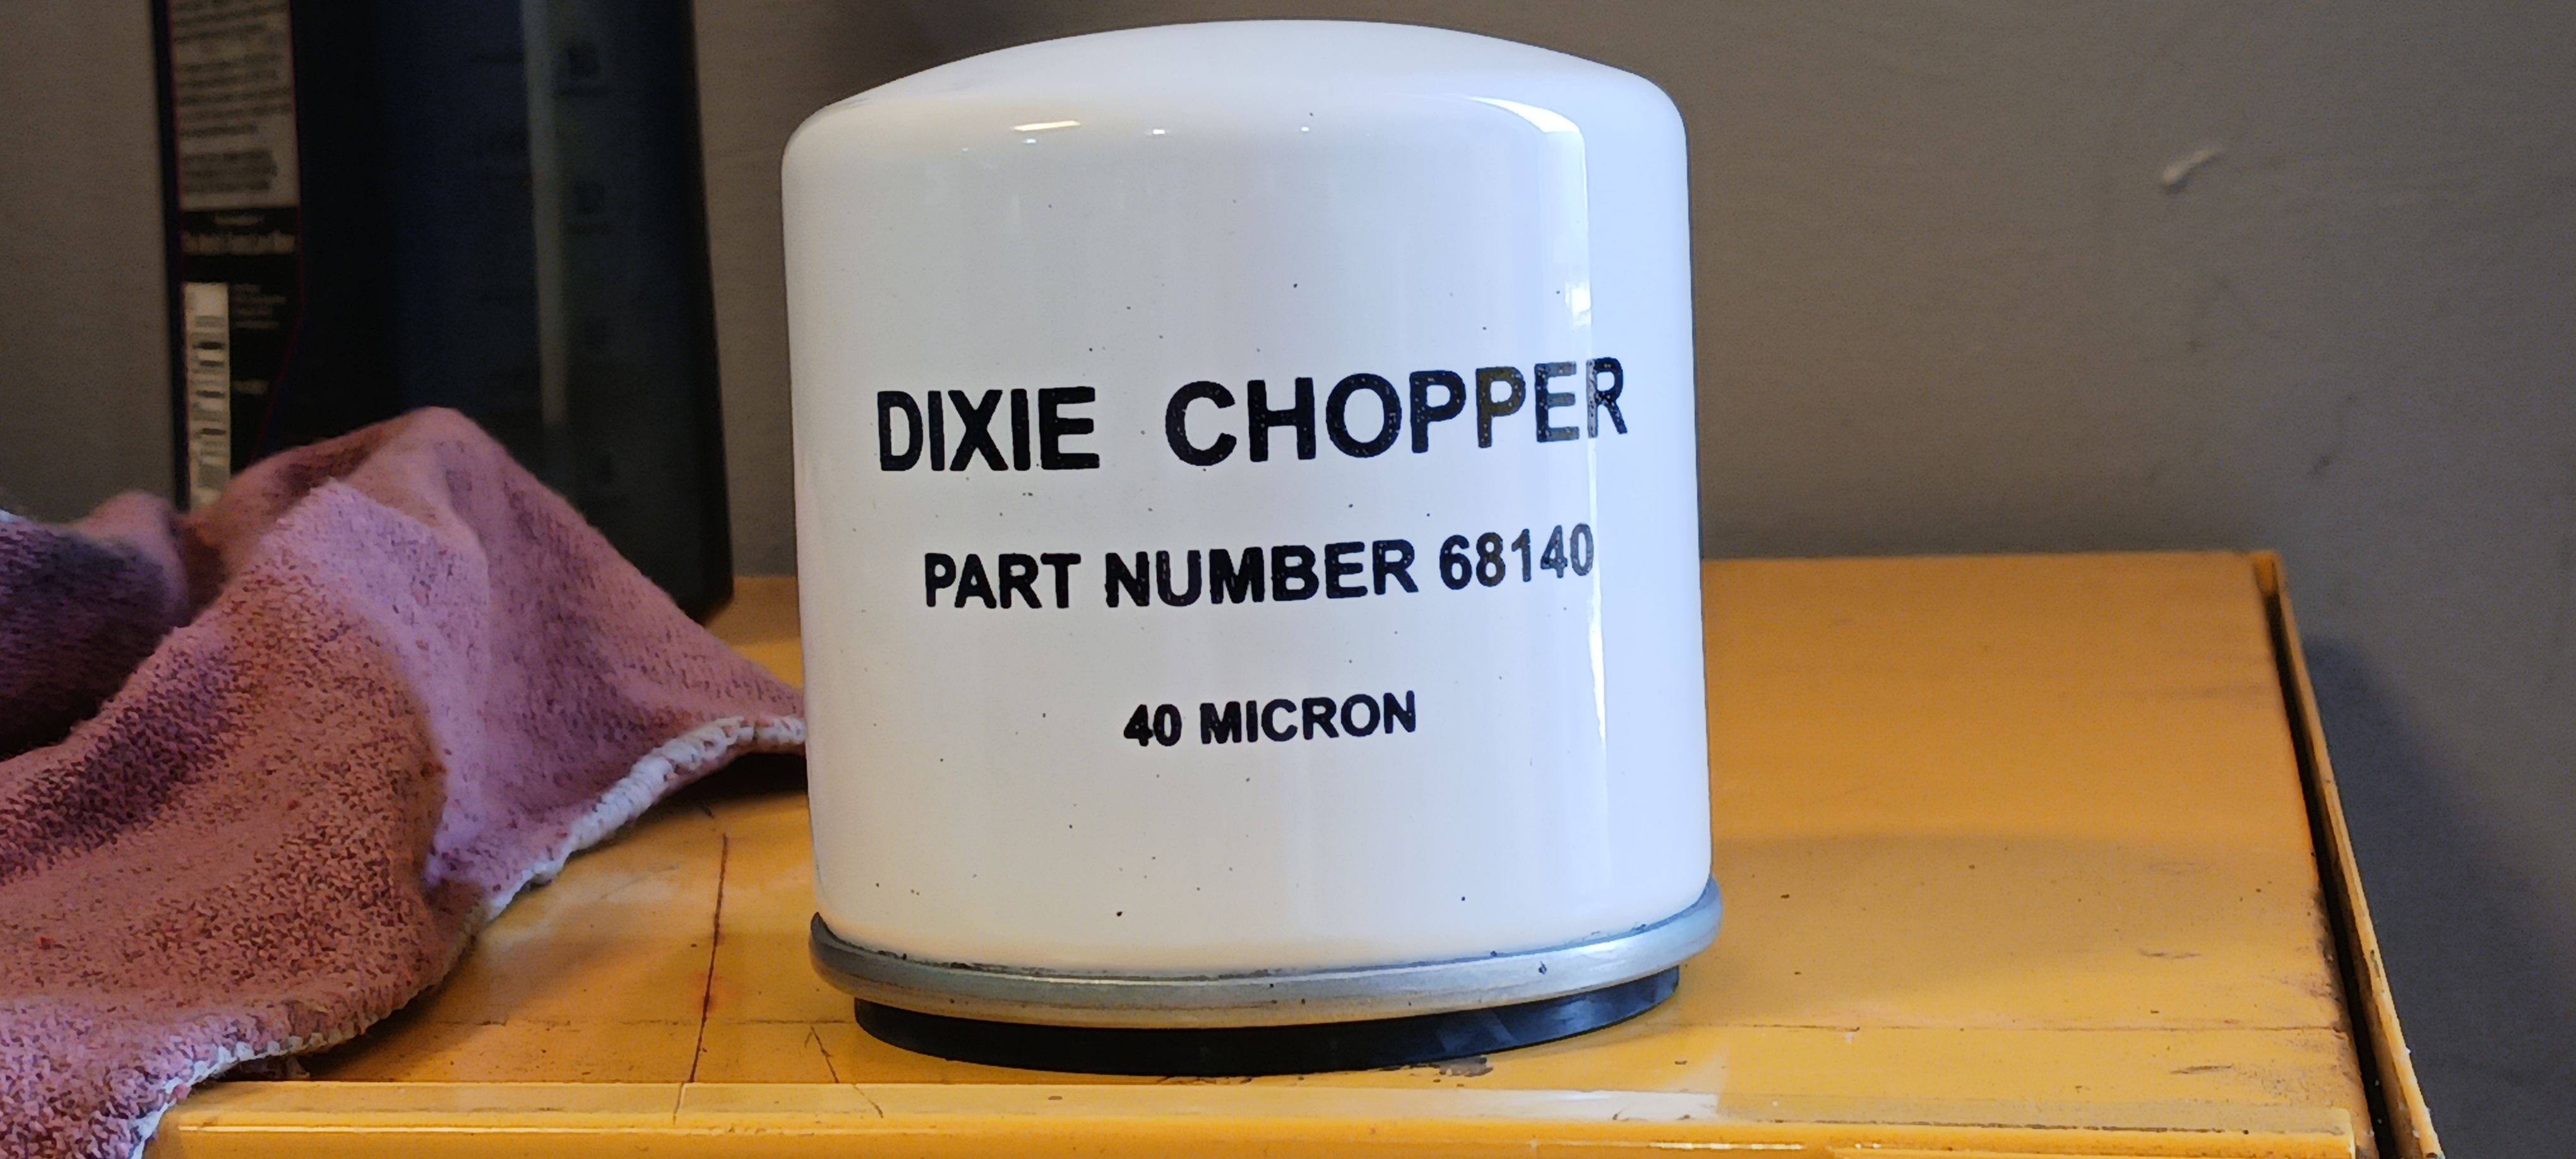 DIXIE CHOPPER
PART NUMBER 68140
40 MICRON